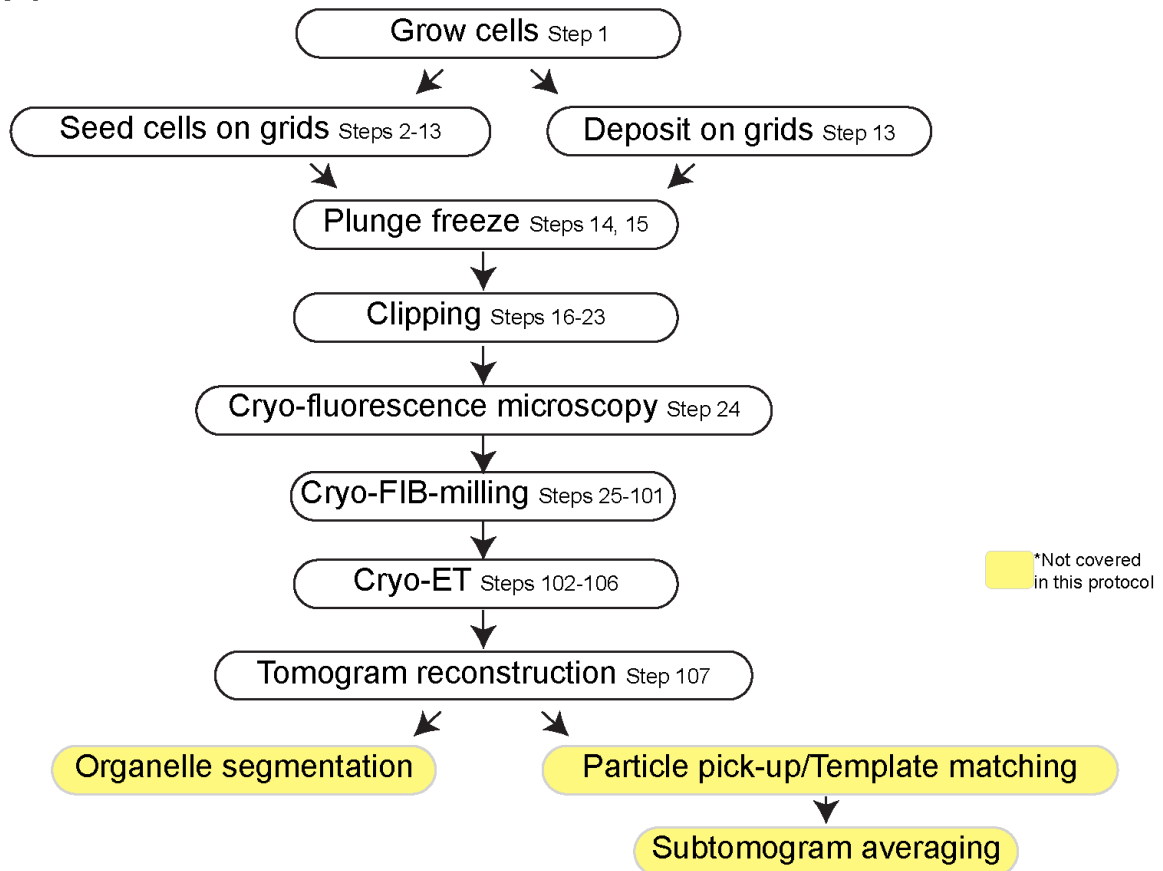 Grow cells Step 1
Seed cells on grids Steps 2-13
Deposit on grids Step 13
Plunge freeze Steps 14, 15
Clipping Steps 16-23
Cryo-fluorescence microscopy Step 24
Cryo-FIB-milling Steps 25-101
Cryo-ET Steps 102-106
*Not covered
in this protocol
Tomogram reconstruction Step 107
Organelle segmentation
Particle pick-up/Template matching
Subtomogram averaging